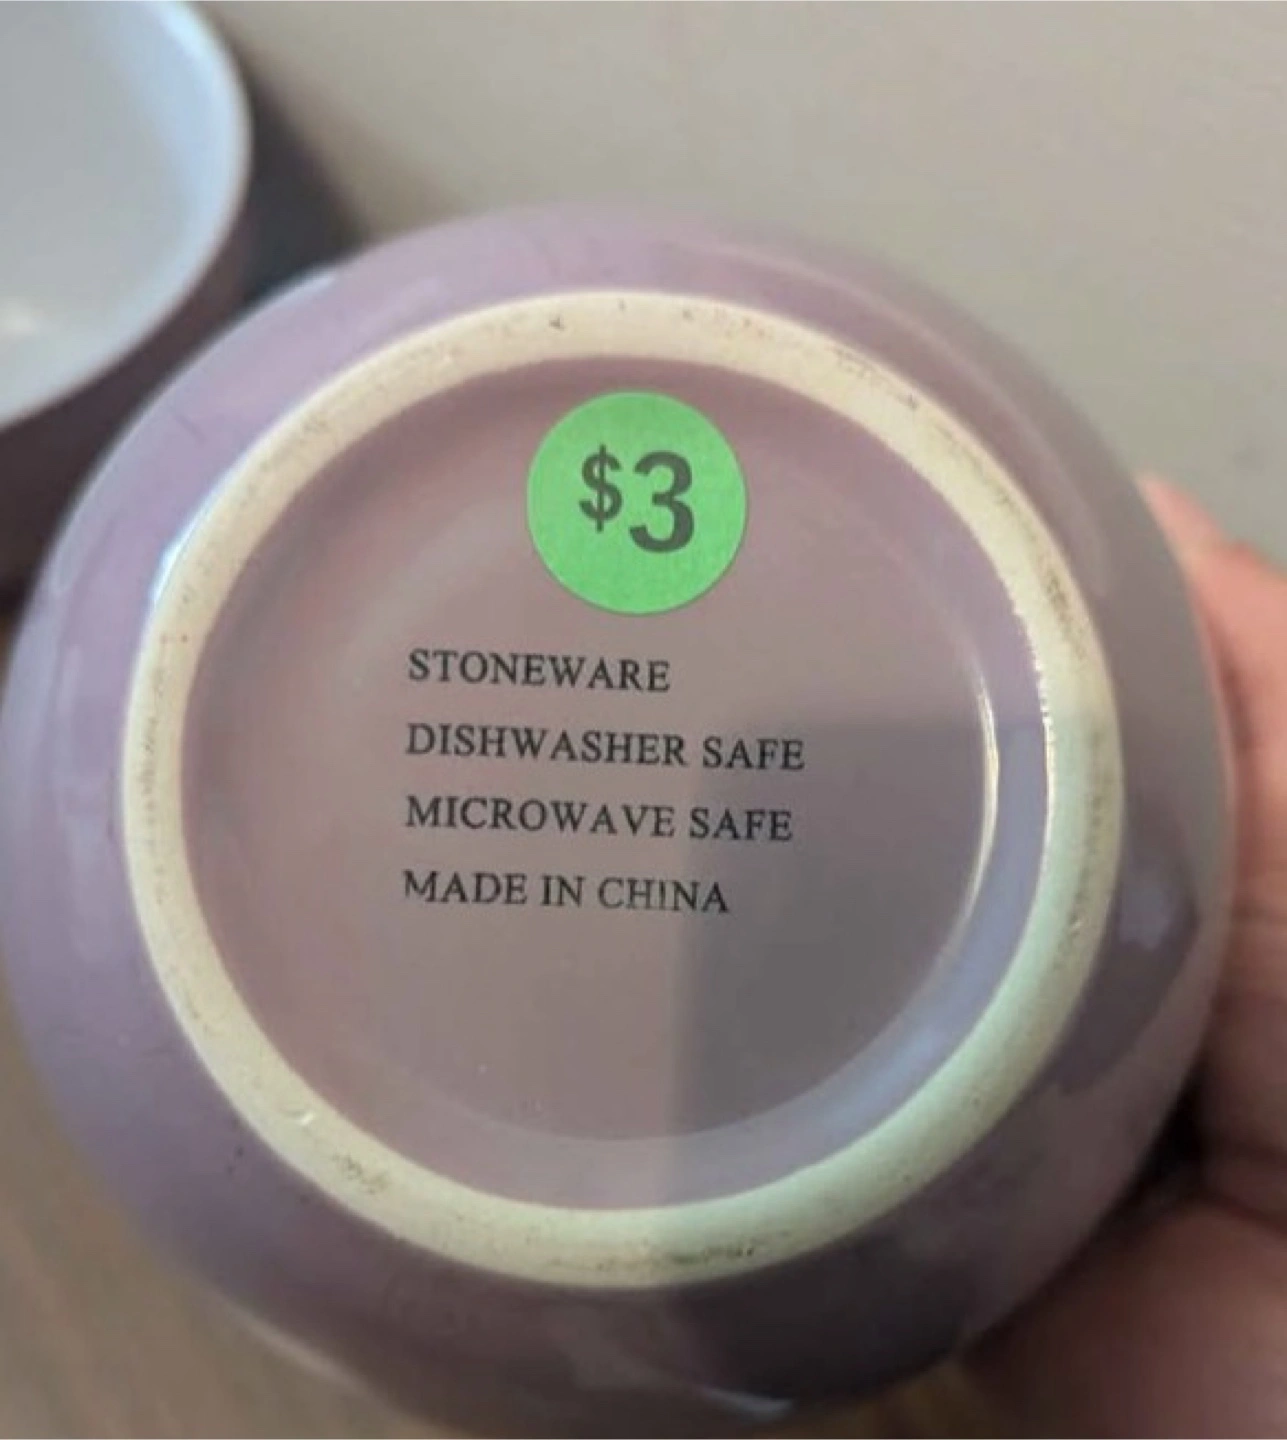 $3
STONEWARE
DISHWASHER SAFE
MICROWAVE SAFE
MADE IN CHINA